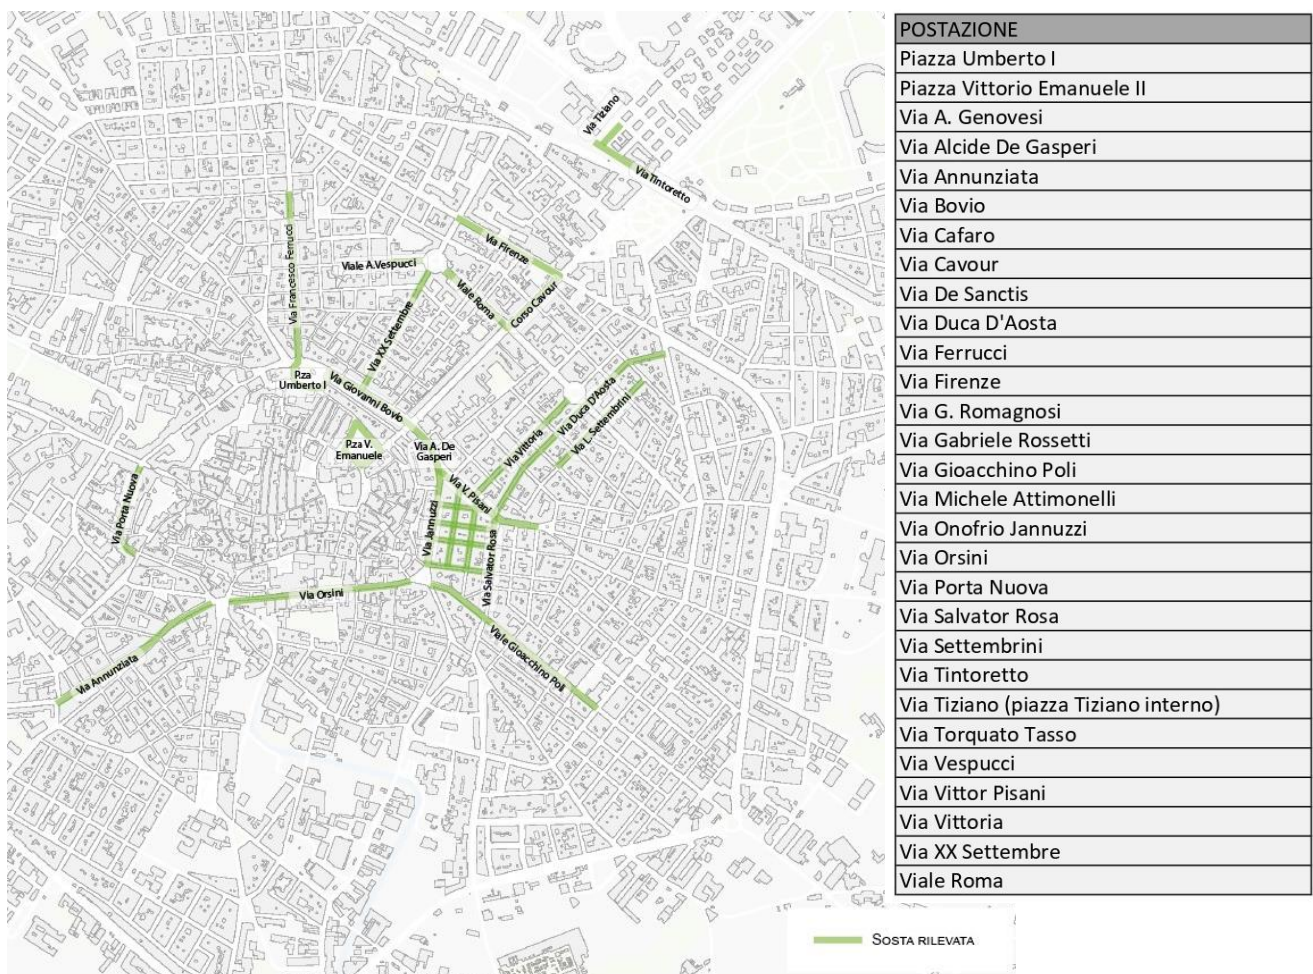 Via Tiziano
Via Tintoretto
Via Firenze
Via Francesco Ferrucci
Viale A.Vespucci
Viale Roma
Corso Cavour
Via XX Settembre
P.za
Umberto I
Via Giovanni Bovio
Via Duca D'Aosta
Via L. Settembrini
P.za V.
Emanuele
Via A. De
Gasperi
Via Vittoria
Via V. Pisani
Via Porta Nuova
Via Jannuzzi
Via Salvator Rosa
Via Orsini
Viale Gioacchino Poli
Via Annunziata
SOSTA RILEVATA
POSTAZIONE
Piazza Umberto I
Piazza Vittorio Emanuele II
Via A. Genovesi
Via Alcide De Gasperi
Via Annunziata
Via Bovio
Via Cafaro
Via Cavour
Via De Sanctis
Via Duca D'Aosta
Via Ferrucci
Via Firenze
Via G. Romagnosi
Via Gabriele Rossetti
Via Gioacchino Poli
Via Michele Attimonelli
Via Onofrio Jannuzzi
Via Orsini
Via Porta Nuova
Via Salvator Rosa
Via Settembrini
Via Tintoretto
Via Tiziano (piazza Tiziano interno)
Via Torquato Tasso
Via Vespucci
Via Vittor Pisani
Via Vittoria
Via XX Settembre
Viale Roma